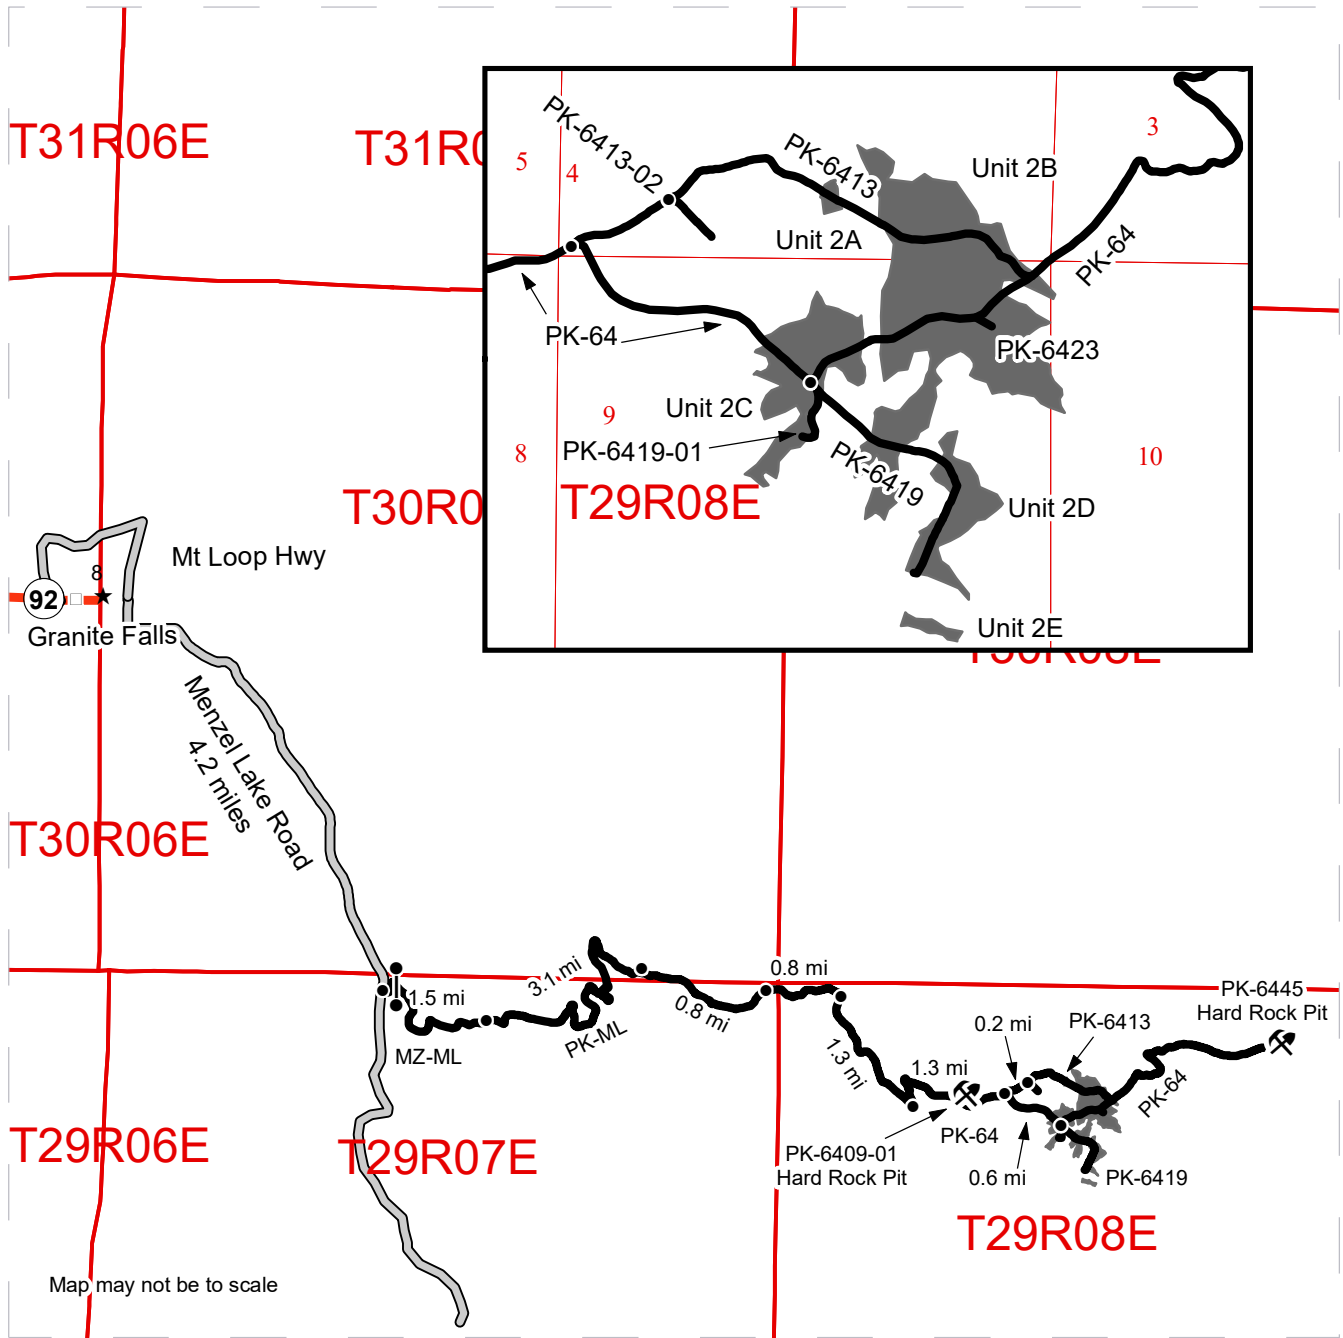 T31R06E
T31R0
5
4
PK-6413-02
PK-6413
Unit 2B
3
Unit 2A
PK-64
PK-64
PK-6423
Unit 2C
9
8
PK-6419-01
PK-6419
10
T30R0
T29R08E
Unit 2D
Unit 2E
T30R08E
Mt Loop Hwy
8
92
Granite Falls
Menzel Lake Road
4.2 miles
T30R06E
1.5 mi
3.1 mi
0.8 mi
0.8 mi
PK-6445
Hard Rock Pit
MZ-ML
PK-ML
1.3 mi
1.3 mi
0.2 mi
PK-6413
PK-64
T29R06E
T29R07E
PK-6409-01
Hard Rock Pit
PK-64
0.6 mi
PK-6419
T29R08E
Map may not be to scale